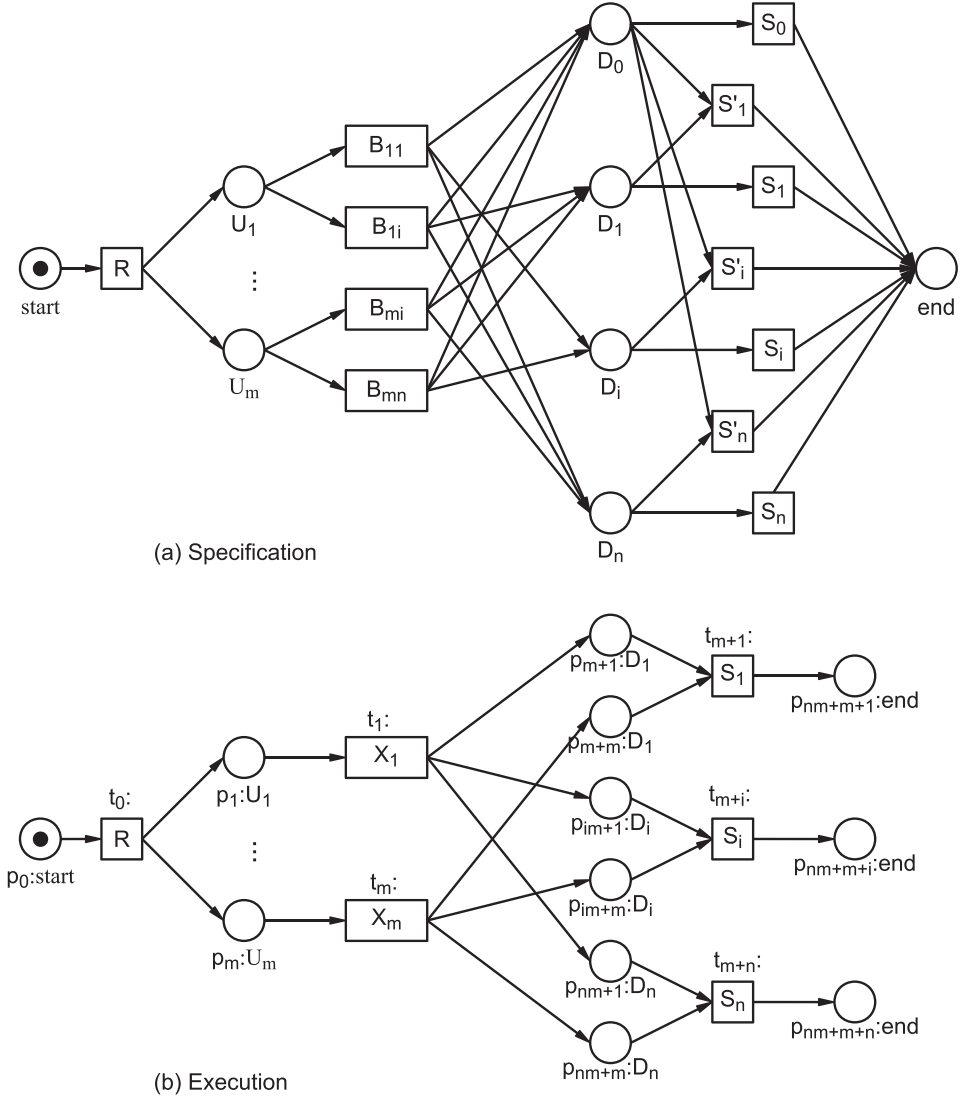 S0
D0
S'1
B11
U1
B1i
D1
S1
start
R
...
S'i
end
Bmi
Um
Bmn
Di
Si
S'n
Dn
Sn
(a) Specification
pm+1:D1
tm+1:
S1
pnm+m+1:end
t1:
X1
pm+m:D1
p1:U1
t0:
R
p0:start
...
pim+1:Di
tm+i:
Si
pnm+m+i:end
tm:
Xm
pim+m:Di
pm:Um
pnm+1:Dn
tm+n:
Sn
pnm+m+n:end
pnm+m:Dn
(b) Execution